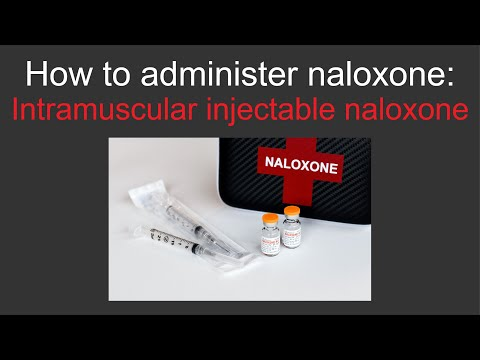 How to administer naloxone:
Intramuscular injectable naloxone
NALOXONE